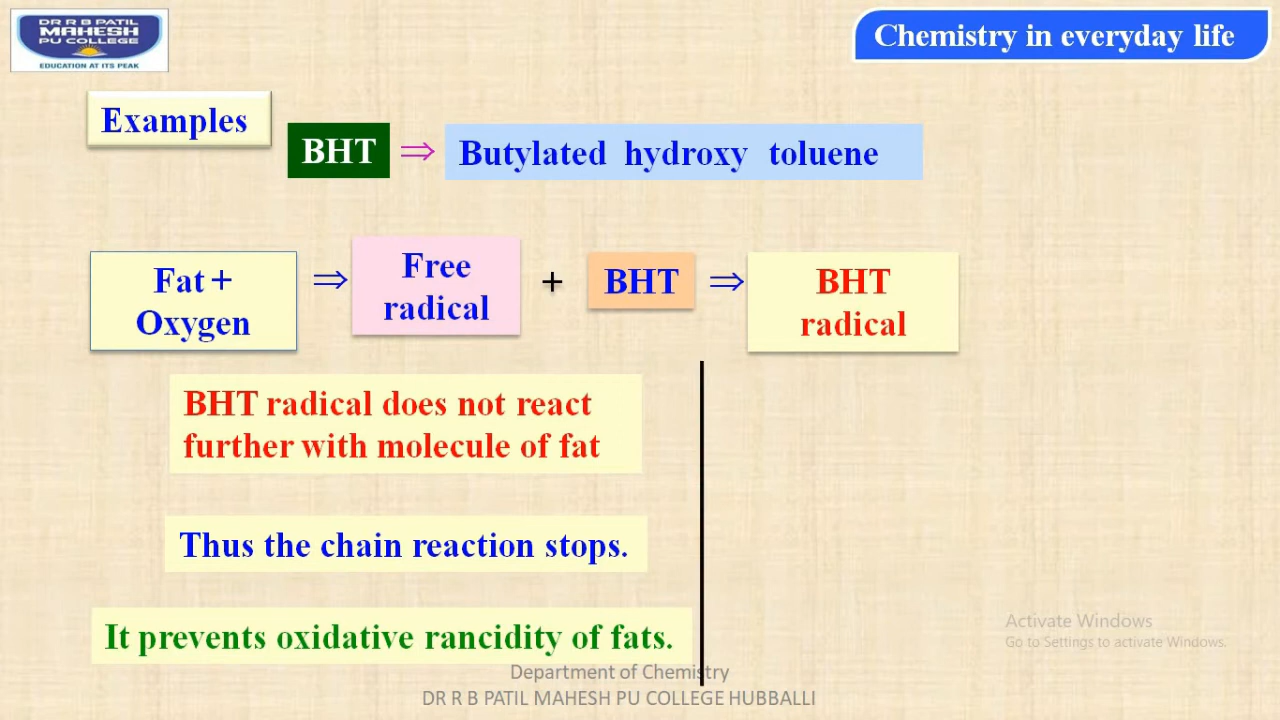 DR R B PATIL
MAHESH
PU COLLEGE
EDUCATION AT ITS PEAK
Chemistry in everyday life
Examples
BHT ⇒ Butylated hydroxy toluene
Fat +
Oxygen
⇒
Free
radical
+
BHT
⇒
BHT
radical
BHT radical does not react
further with molecule of fat
Thus the chain reaction stops.
It prevents oxidative rancidity of fats.
Activate Windows
Go to Settings to activate Windows.
Department of Chemistry
DR R B PATIL MAHESH PU COLLEGE HUBBALLI